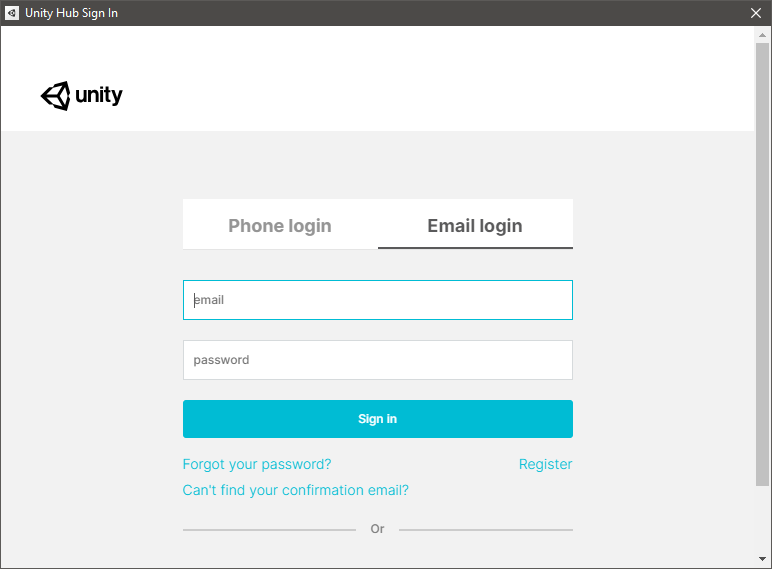 Unity Hub Sign In
unity
Phone login
Email login
email
password
Sign in
Forgot your password?
Register
Can't find your confirmation email?
Or